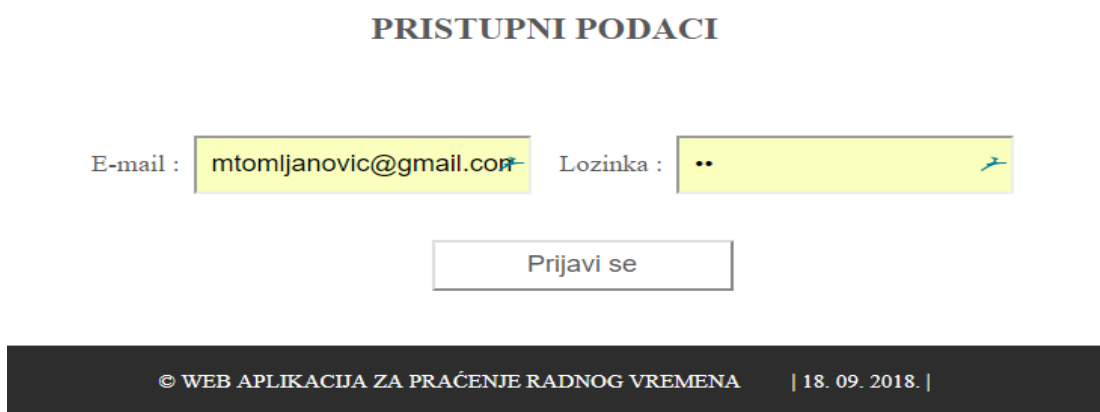 PRISTUPNI PODACI
E-mail : mtomljanovic@gmail.com Lozinka : ••
Prijavi se
© WEB APLIKACIJA ZA PRAĆENJE RADNOG VREMENA | 18. 09. 2018. |